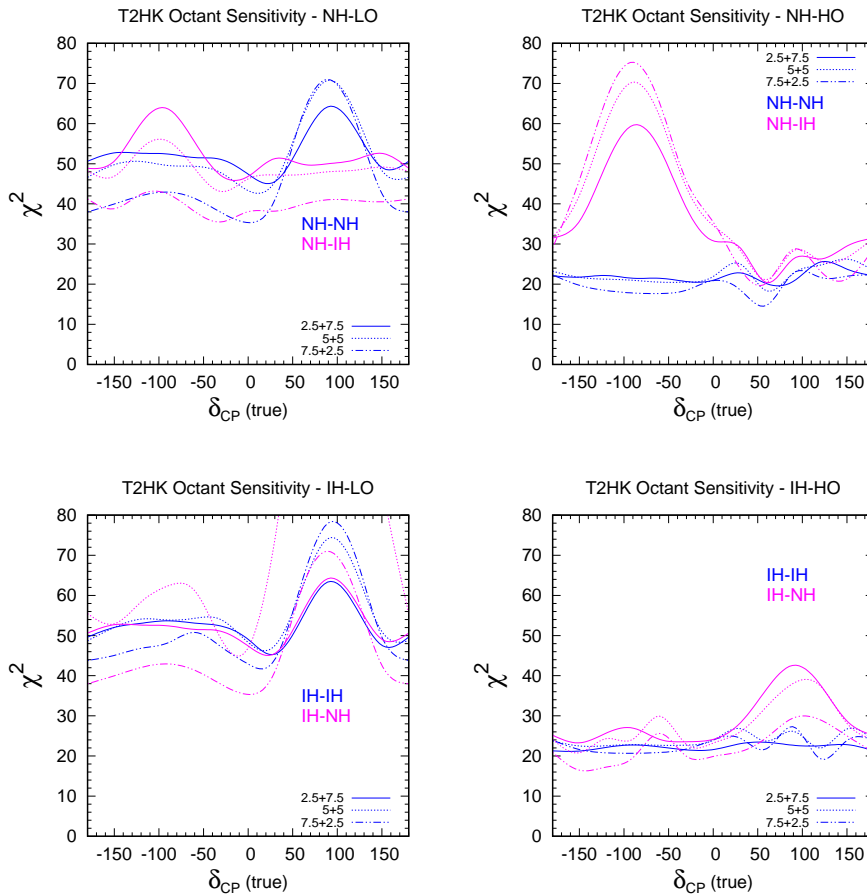 T2HK Octant Sensitivity - NH-LO
80
70
60
50
40
30
20
10
0
χ2
NH-NH
NH-IH
2.5+7.5
5+5
7.5+2.5
-150 -100 -50 0 50 100 150
δCP (true)
T2HK Octant Sensitivity - NH-HO
80
70
60
50
40
30
20
10
0
χ2
2.5+7.5
5+5
7.5+2.5
NH-NH
NH-IH
-150 -100 -50 0 50 100 150
δCP (true)
T2HK Octant Sensitivity - IH-LO
80
70
60
50
40
30
20
10
0
χ2
IH-IH
IH-NH
2.5+7.5
5+5
7.5+2.5
-150 -100 -50 0 50 100 150
δCP (true)
T2HK Octant Sensitivity - IH-HO
80
70
60
50
40
30
20
10
0
χ2
IH-IH
IH-NH
2.5+7.5
5+5
7.5+2.5
-150 -100 -50 0 50 100 150
δCP (true)